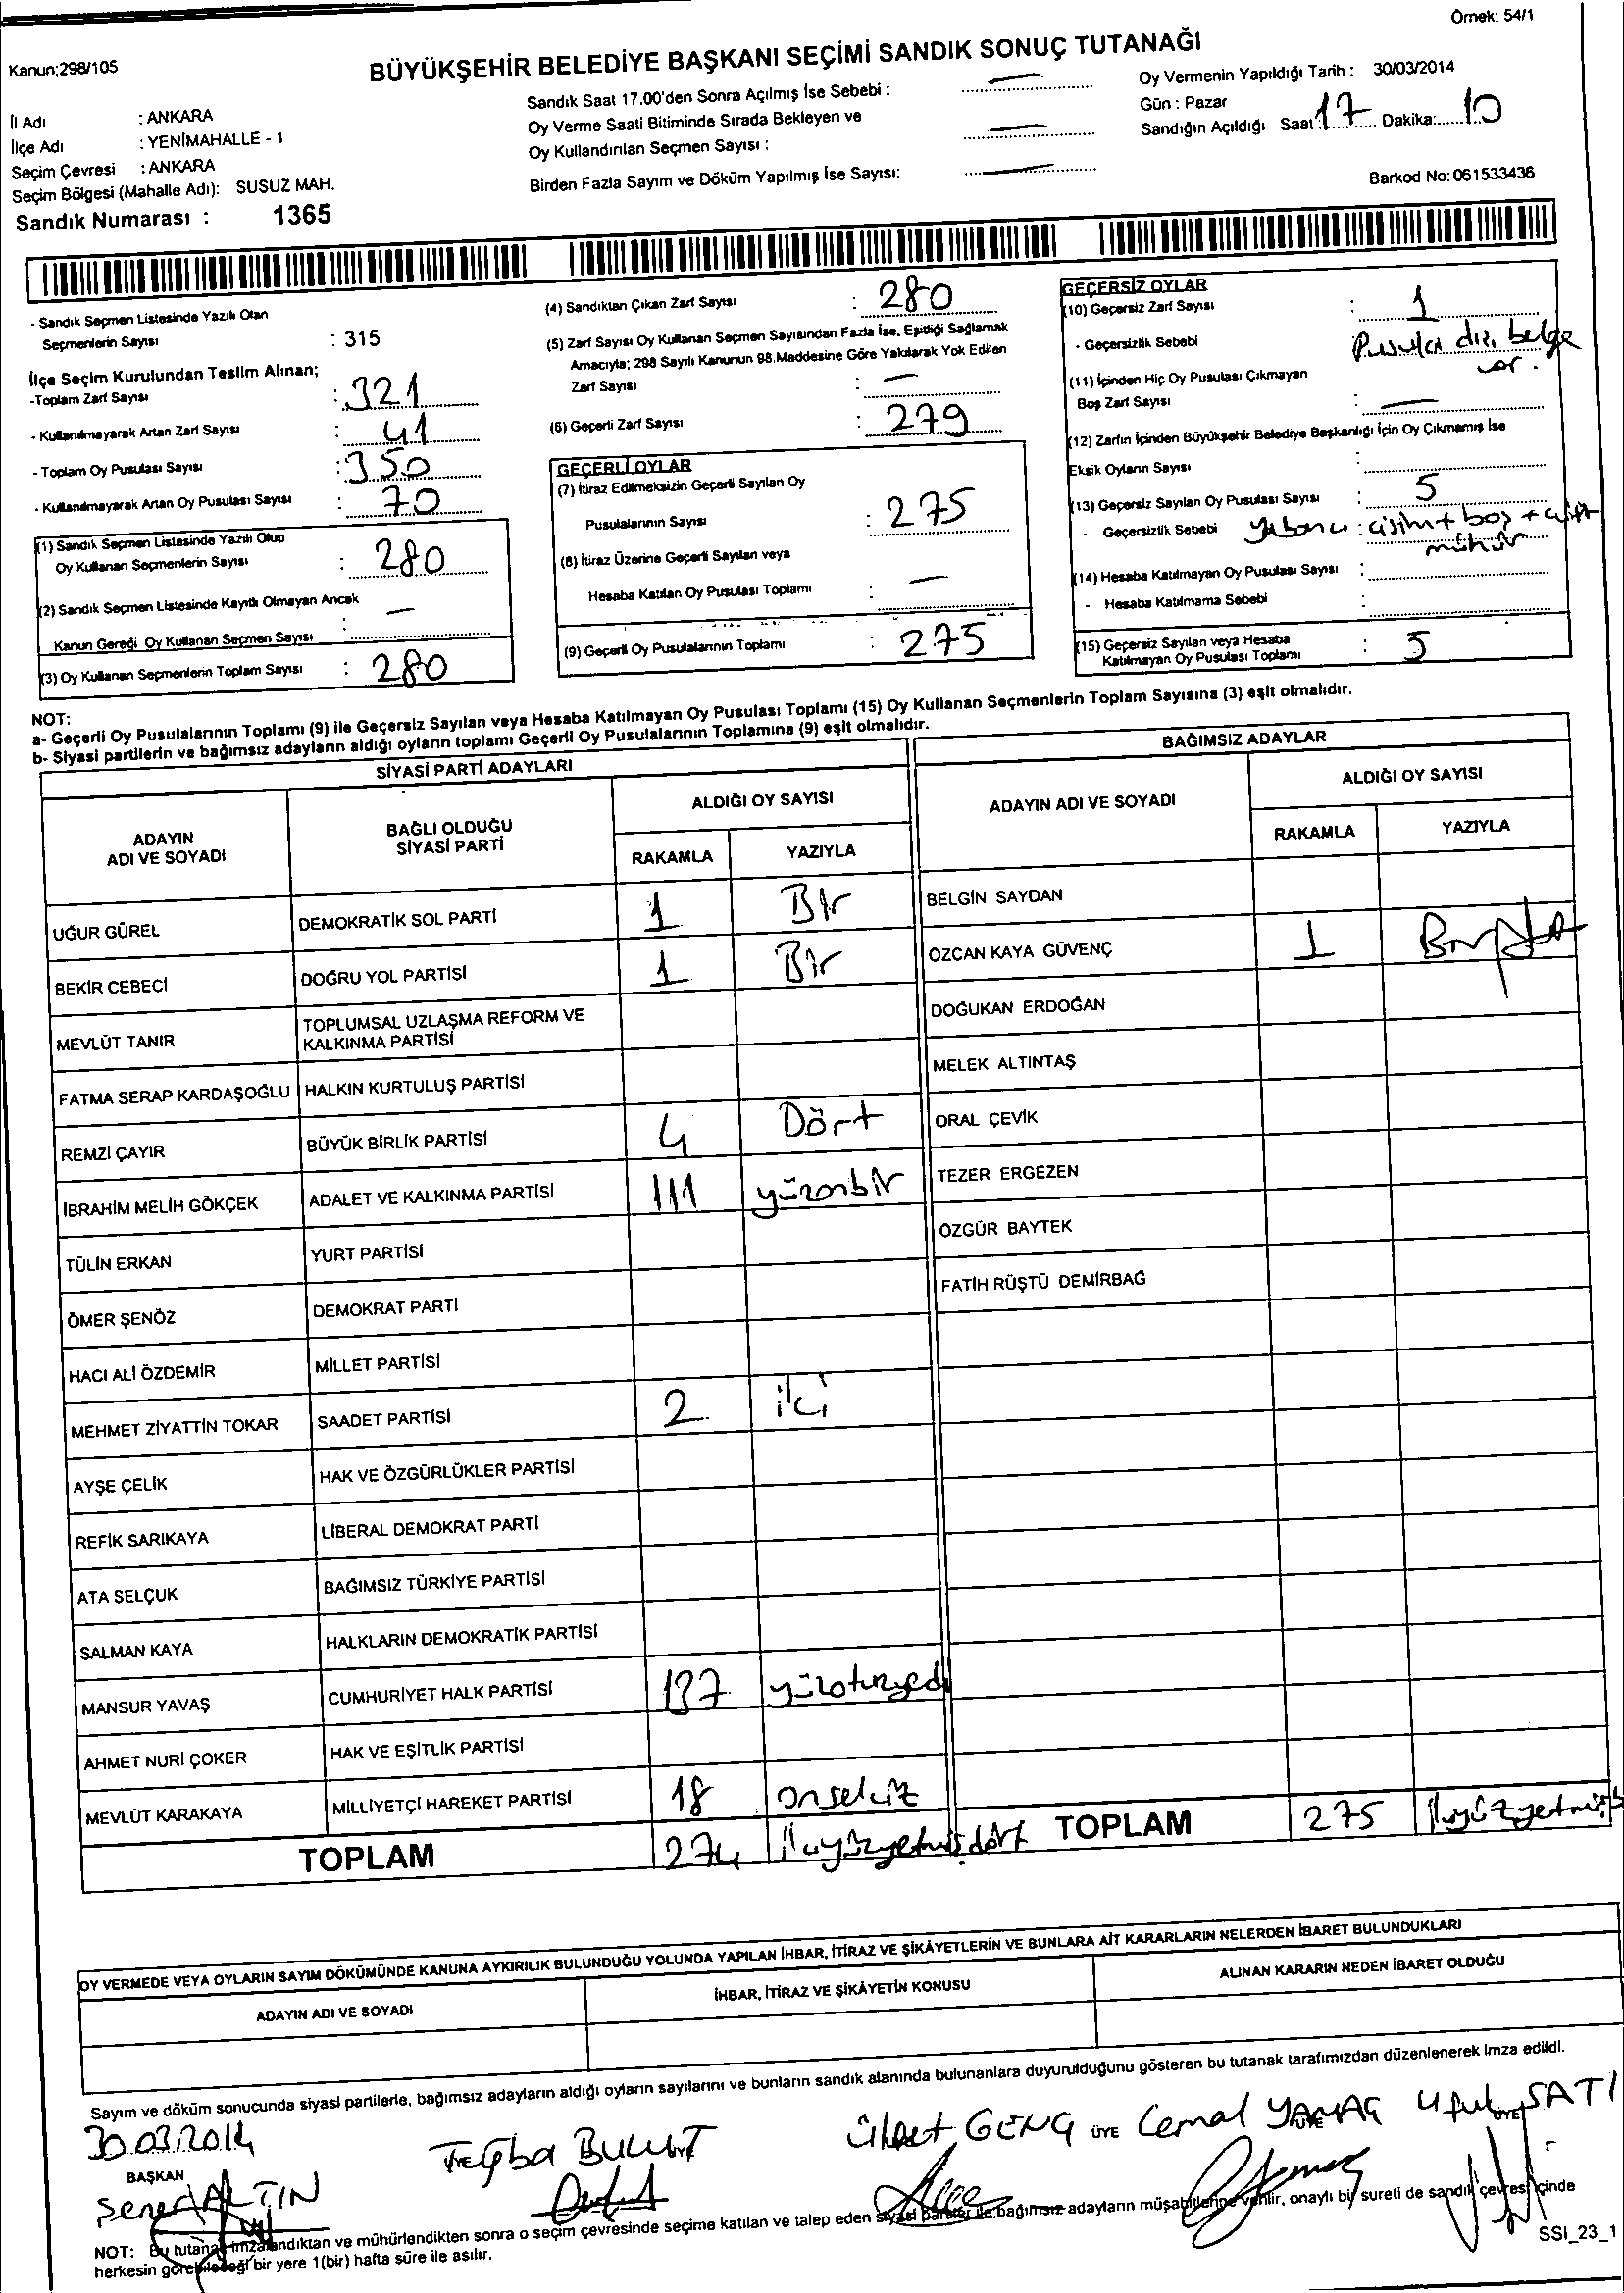 Örnek: 54/1
Kanun;298/105
BÜYÜKŞEHİR BELEDİYE BAŞKANI SEÇİMİ SANDIK SONUÇ TUTANAĞI
İl Adı : ANKARA
İlçe Adı : YENİMAHALLE - 1
Seçim Çevresi : ANKARA
Seçim Bölgesi (Mahalle Adı): SUSUZ MAH.
Sandık Numarası : 1365
Sandık Saat 17.00'den Sonra Açılmış İse Sebebi :
Oy Verme Saati Bitiminde Sırada Bekleyen ve
Oy Kullandırılan Seçmen Sayısı :
Birden Fazla Sayım ve Döküm Yapılmış İse Sayısı:
Oy Vermenin Yapıldığı Tarih : 30/03/2014
Gün : Pazar
Sandığın Açıldığı Saat 17 Dakika: 10
Barkod No: 061533436
- Sandık Seçmen Listesinde Yazılı Olan
Seçmenlerin Sayısı : 315
İlçe Seçim Kurulundan Teslim Alınan;
-Toplam Zarf Sayısı : 321
- Kullanılmayarak Artan Zarf Sayısı : 41
- Toplam Oy Pusulası Sayısı : 350
- Kullanılmayarak Artan Oy Pusulası Sayısı : 70
(1) Sandık Seçmen Listesinde Yazılı Olup
Oy Kullanan Seçmenlerin Sayısı : 280
(2) Sandık Seçmen Listesinde Kayıtlı Olmayan Ancak
Kanun Gereği Oy Kullanan Seçmen Sayısı : —
(3) Oy Kullanan Seçmenlerin Toplam Sayısı : 280
(4) Sandıktan Çıkan Zarf Sayısı : 280
(5) Zarf Sayısı Oy Kullanan Seçmen Sayısından Fazla İse, Eşitliği Sağlamak
Amacıyla; 298 Sayılı Kanunun 98.Maddesine Göre Yakılarak Yok Edilen
Zarf Sayısı : —
(6) Geçerli Zarf Sayısı : 279
GEÇERLİ OYLAR
(7) İtiraz Edilmeksizin Geçerli Sayılan Oy
Pusulalarının Sayısı : 275
(8) İtiraz Üzerine Geçerli Sayılan veya
Hesaba Katılan Oy Pusulası Toplamı : —
(9) Geçerli Oy Pusulalarının Toplamı : 275
GEÇERSİZ OYLAR
(10) Geçersiz Zarf Sayısı : 1
- Geçersizlik Sebebi Pusula dışı belge
var.
(11) İçinden Hiç Oy Pusulası Çıkmayan
Boş Zarf Sayısı : —
(12) Zarfın İçinden Büyükşehir Belediye Başkanlığı İçin Oy Çıkmamış İse
Eksik Oyların Sayısı :
(13) Geçersiz Sayılan Oy Pusulası Sayısı : 5
- Geçersizlik Sebebi Yabancı : cisim + boş + çift
mühür
(14) Hesaba Katılmayan Oy Pusulası Sayısı :
- Hesaba Katılmama Sebebi :
(15) Geçersiz Sayılan veya Hesaba
Katılmayan Oy Pusulası Toplamı : 5
NOT:
a- Geçerli Oy Pusulalarının Toplamı (9) ile Geçersiz Sayılan veya Hesaba Katılmayan Oy Pusulası Toplamı (15) Oy Kullanan Seçmenlerin Toplam Sayısına (3) eşit olmalıdır.
b- Siyasi partilerin ve bağımsız adayların aldığı oyların toplamı Geçerli Oy Pusulalarının Toplamına (9) eşit olmalıdır.
SİYASİ PARTİ ADAYLARI
ADAYIN
ADI VE SOYADI
BAĞLI OLDUĞU
SİYASİ PARTİ
ALDIĞI OY SAYISI
RAKAMLA YAZIYLA
UĞUR GÜREL DEMOKRATİK SOL PARTİ 1 Bir
BEKİR CEBECİ DOĞRU YOL PARTİSİ 1 Bir
MEVLÜT TANIR TOPLUMSAL UZLAŞMA REFORM VE
KALKINMA PARTİSİ
FATMA SERAP KARDAŞOĞLU HALKIN KURTULUŞ PARTİSİ
REMZİ ÇAYIR BÜYÜK BİRLİK PARTİSİ 4 Dört
İBRAHİM MELİH GÖKÇEK ADALET VE KALKINMA PARTİSİ 111 yüzonbir
TÜLİN ERKAN YURT PARTİSİ
ÖMER ŞENÖZ DEMOKRAT PARTİ
HACI ALİ ÖZDEMİR MİLLET PARTİSİ
MEHMET ZİYATTİN TOKAR SAADET PARTİSİ 2 iki
AYŞE ÇELİK HAK VE ÖZGÜRLÜKLER PARTİSİ
REFİK SARIKAYA LİBERAL DEMOKRAT PARTİ
ATA SELÇUK BAĞIMSIZ TÜRKİYE PARTİSİ
SALMAN KAYA HALKLARIN DEMOKRATİK PARTİSİ
MANSUR YAVAŞ CUMHURİYET HALK PARTİSİ 137 yüzotuzyedi
AHMET NURİ ÇOKER HAK VE EŞİTLİK PARTİSİ
MEVLÜT KARAKAYA MİLLİYETÇİ HAREKET PARTİSİ 18 onsekiz
TOPLAM 274 ikiyüzyetmişdört
BAĞIMSIZ ADAYLAR
ADAYIN ADI VE SOYADI
ALDIĞI OY SAYISI
RAKAMLA YAZIYLA
BELGİN SAYDAN
OZCAN KAYA GÜVENÇ 1 Bir
DOĞUKAN ERDOĞAN
MELEK ALTINTAŞ
ORAL ÇEVİK
TEZER ERGEZEN
OZGÜR BAYTEK
FATİH RÜŞTÜ DEMİRBAĞ
TOPLAM 275
OY VERMEDE VEYA OYLARIN SAYIM DÖKÜMÜNDE KANUNA AYKIRILIK BULUNDUĞU YOLUNDA YAPILAN İHBAR, İTİRAZ VE ŞİKÂYETLERİN VE BUNLARA AİT KARARLARIN NELERDEN İBARET BULUNDUKLARI
ADAYIN ADI VE SOYADI İHBAR, İTİRAZ VE ŞİKÂYETİN KONUSU ALINAN KARARIN NEDEN İBARET OLDUĞU
Sayım ve döküm sonucunda siyasi partilerle, bağımsız adayların aldığı oyların sayılarını ve bunların sandık alanında bulunanlara duyurulduğunu gösteren bu tutanak tarafımızdan düzenlenerek imza edildi.
30.03.2014
BAŞKAN
Sener ALTIN
BULUT
GENÇ ÜYE
Cemal YAMAÇ
Ufuk SATI
NOT: Bu tutanak imzalandıktan ve mühürlendikten sonra o seçim çevresinde seçime katılan ve talep eden siyasi partiler ile bağımsız adayların müşahitlerine verilir, onaylı bir sureti de sandık çevresi içinde
herkesin görebileceği bir yere 1(bir) hafta süre ile asılır.
SSI_23_1